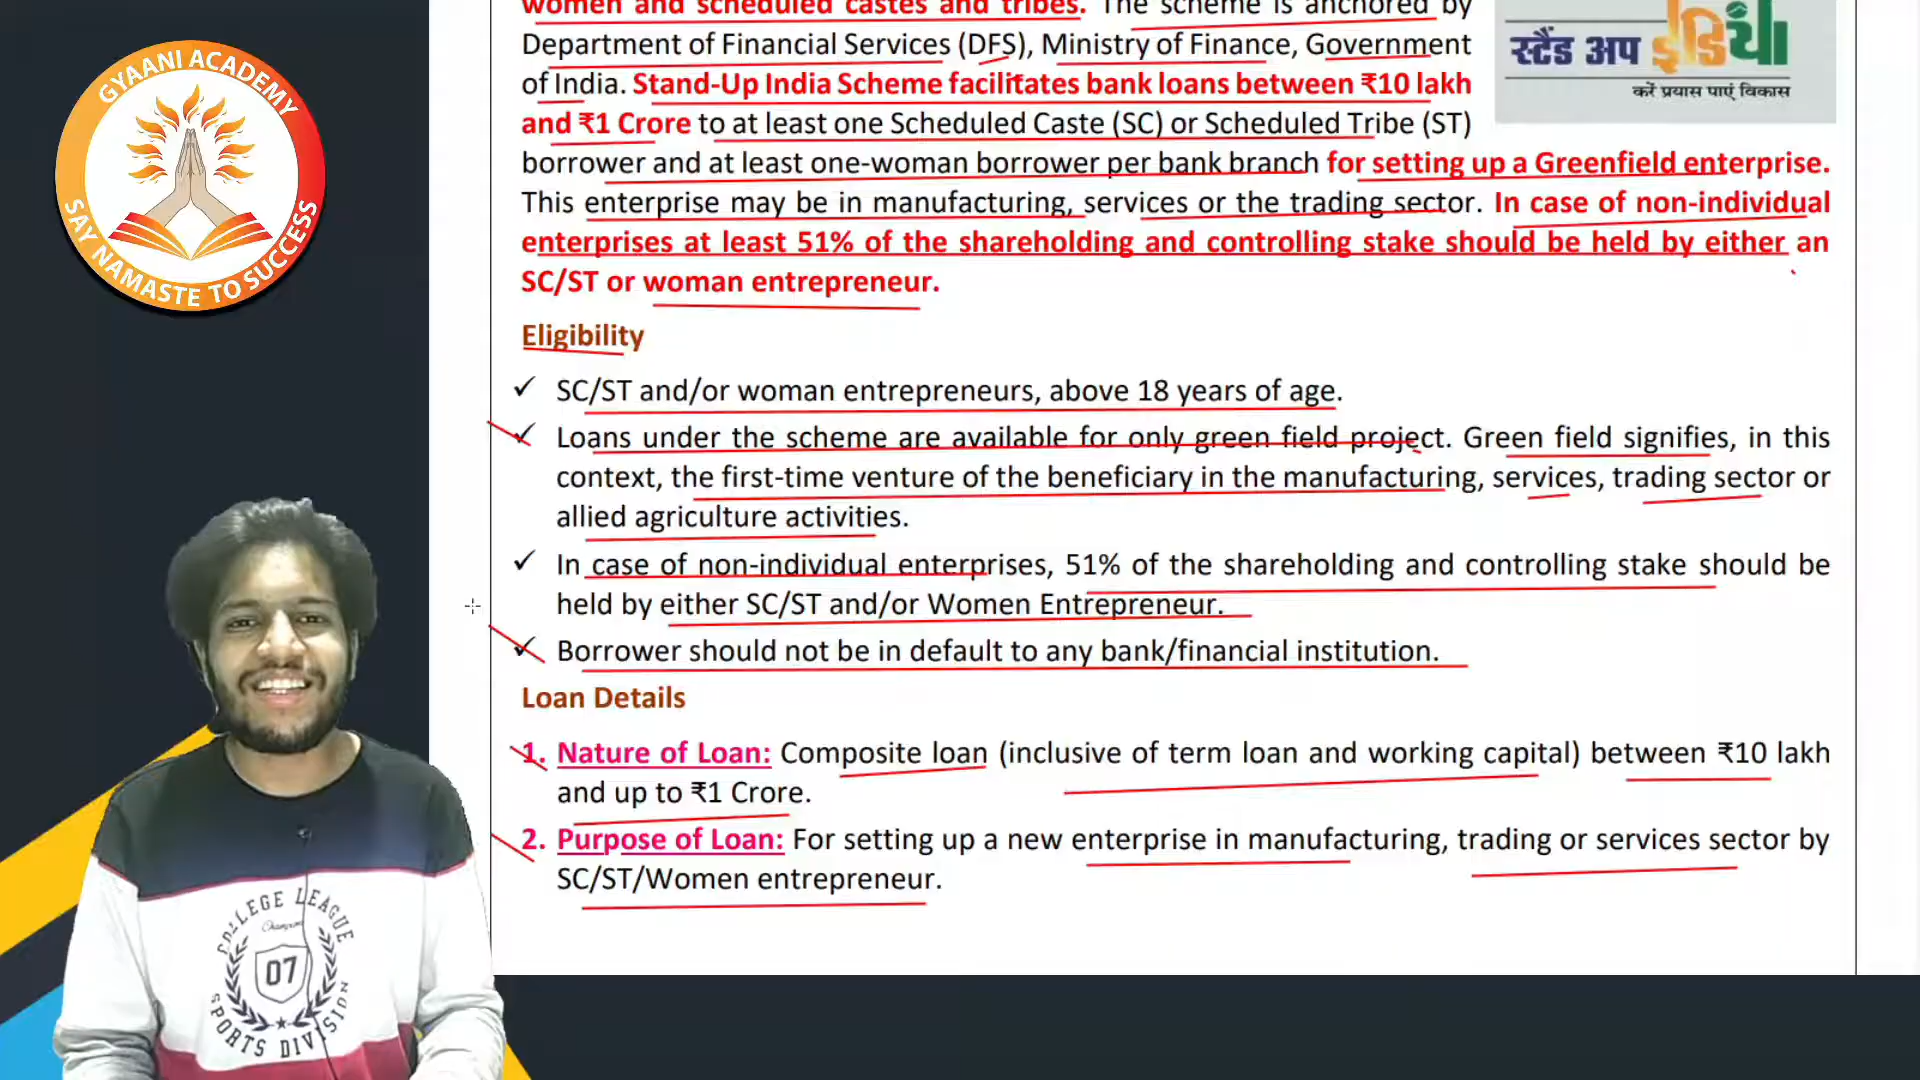 GYAANI ACADEMY
SAY NAMASTE TO SUCCESS
women and scheduled castes and tribes. The scheme is anchored by
Department of Financial Services (DFS), Ministry of Finance, Government
of India. Stand-Up India Scheme facilitates bank loans between ₹10 lakh
and ₹1 Crore to at least one Scheduled Caste (SC) or Scheduled Tribe (ST)
borrower and at least one-woman borrower per bank branch for setting up a Greenfield enterprise.
This enterprise may be in manufacturing, services or the trading sector. In case of non-individual
enterprises at least 51% of the shareholding and controlling stake should be held by either an
SC/ST or woman entrepreneur.
स्टैंड अप इंडिया
करें प्रयास पाएं विकास
Eligibility
✓ SC/ST and/or woman entrepreneurs, above 18 years of age.
✓ Loans under the scheme are available for only green field project. Green field signifies, in this
context, the first-time venture of the beneficiary in the manufacturing, services, trading sector or
allied agriculture activities.
✓ In case of non-individual enterprises, 51% of the shareholding and controlling stake should be
held by either SC/ST and/or Women Entrepreneur.
✓ Borrower should not be in default to any bank/financial institution.
Loan Details
1. Nature of Loan: Composite loan (inclusive of term loan and working capital) between ₹10 lakh
and up to ₹1 Crore.
2. Purpose of Loan: For setting up a new enterprise in manufacturing, trading or services sector by
SC/ST/Women entrepreneur.
COLLEGE LEAGUE
Champions
07
SPORTS DIVISION